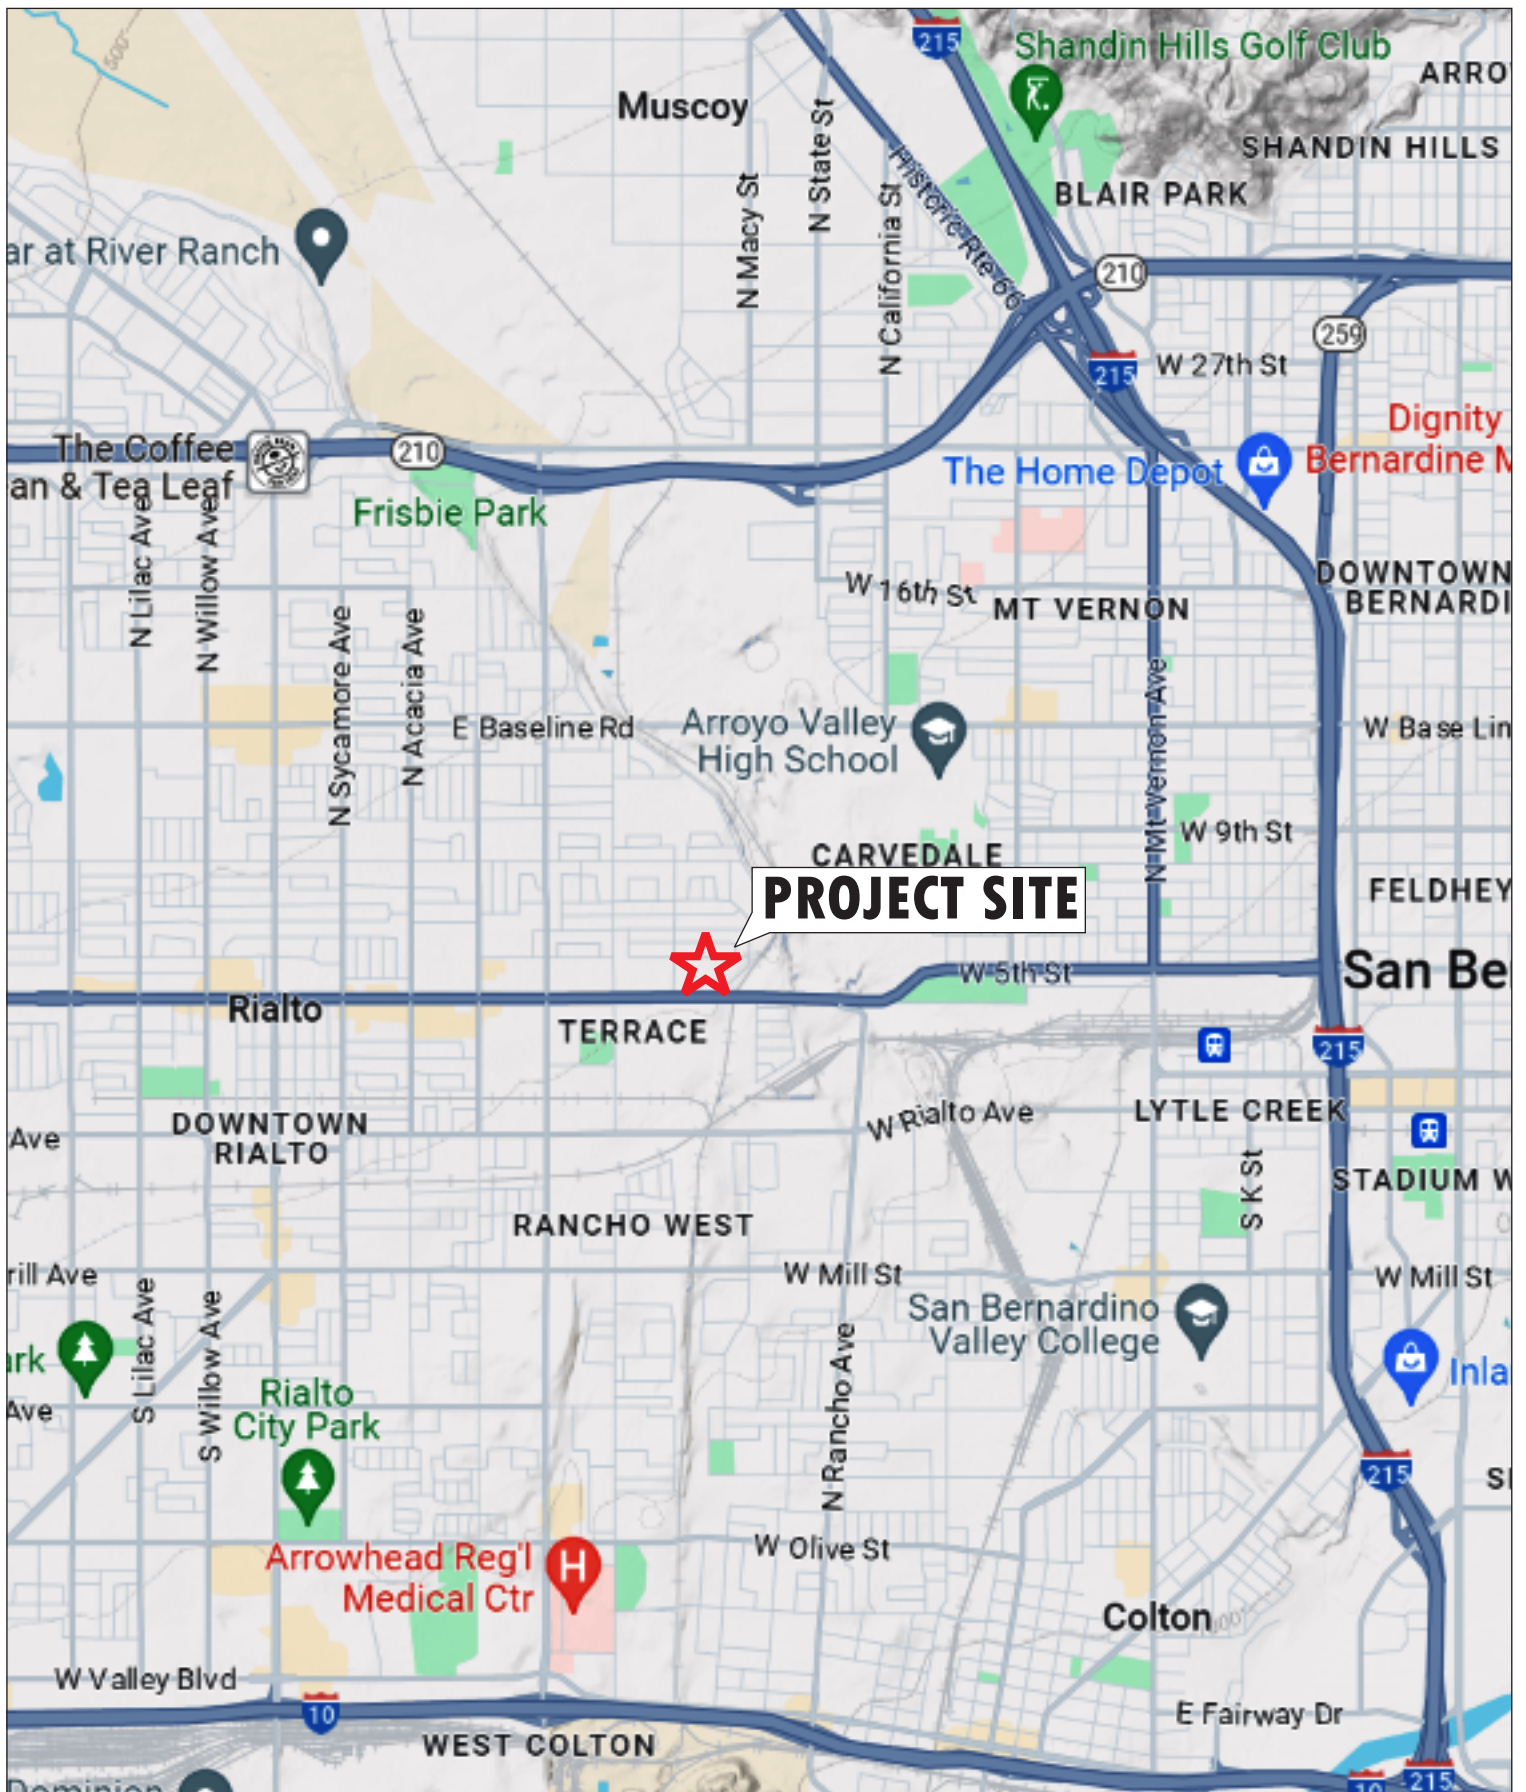 215
Shandin Hills Golf Club
ARRO
Muscoy
500'
N State St
SHANDIN HILLS
Historic Rte 66
BLAIR PARK
N Macy St
N California St
ar at River Ranch
210
259
W 27th St
215
Dignity
Bernardine M
The Coffee
an & Tea Leaf
210
The Home Depot
Frisbie Park
N Lilac Ave
N Willow Ave
W 16th St
DOWNTOWN
BERNARDI
MT VERNON
N Sycamore Ave
N Acacia Ave
E Baseline Rd
Arroyo Valley
High School
N Mt Vernon Ave
W Base Lin
W 9th St
CARVEDALE
PROJECT SITE
FELDHEY
W 5th St
San Be
Rialto
TERRACE
215
W Rialto Ave
LYTLE CREEK
DOWNTOWN
RIALTO
Ave
S K St
STADIUM W
RANCHO WEST
rill Ave
W Mill St
W Mill St
S Lilac Ave
S Willow Ave
San Bernardino
Valley College
N Rancho Ave
ark
Inla
Ave
Rialto
City Park
215
SI
W Olive St
Arrowhead Reg'l
Medical Ctr
H
Colton
W Valley Blvd
10
E Fairway Dr
WEST COLTON
Dominion
10
215